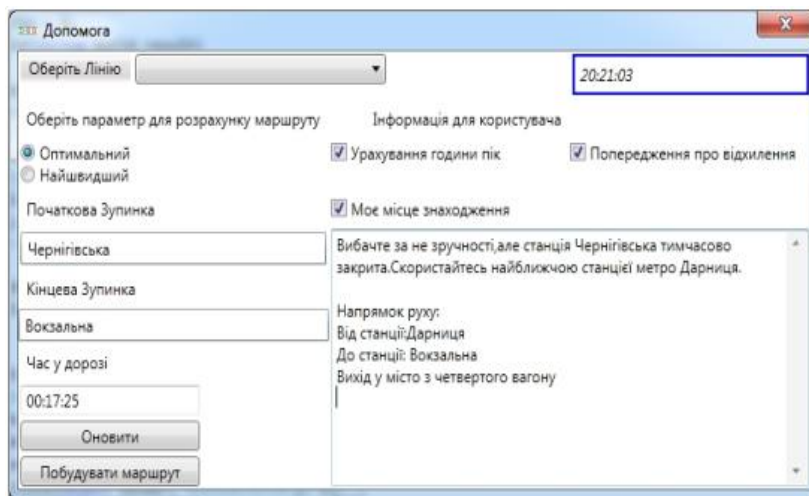 Допомога
Оберіть Лінію
20:21:03
Оберіть параметр для розрахунку маршруту
Інформація для користувача
Оптимальний
Урахування години пік
Попередження про відхилення
Найшвидший
Початкова Зупинка
Моє місце знаходження
Чернігівська
Вибачте за не зручності,але станція Чернігівська тимчасово
закрита.Скористайтесь найближчою станцієї метро Дарниця.
Кінцева Зупинка
Вокзальна
Напрямок руху:
Від станції:Дарниця
До станції: Вокзальна
Вихід у місто з четвертого вагону
Час у дорозі
00:17:25
Оновити
Побудувати маршрут